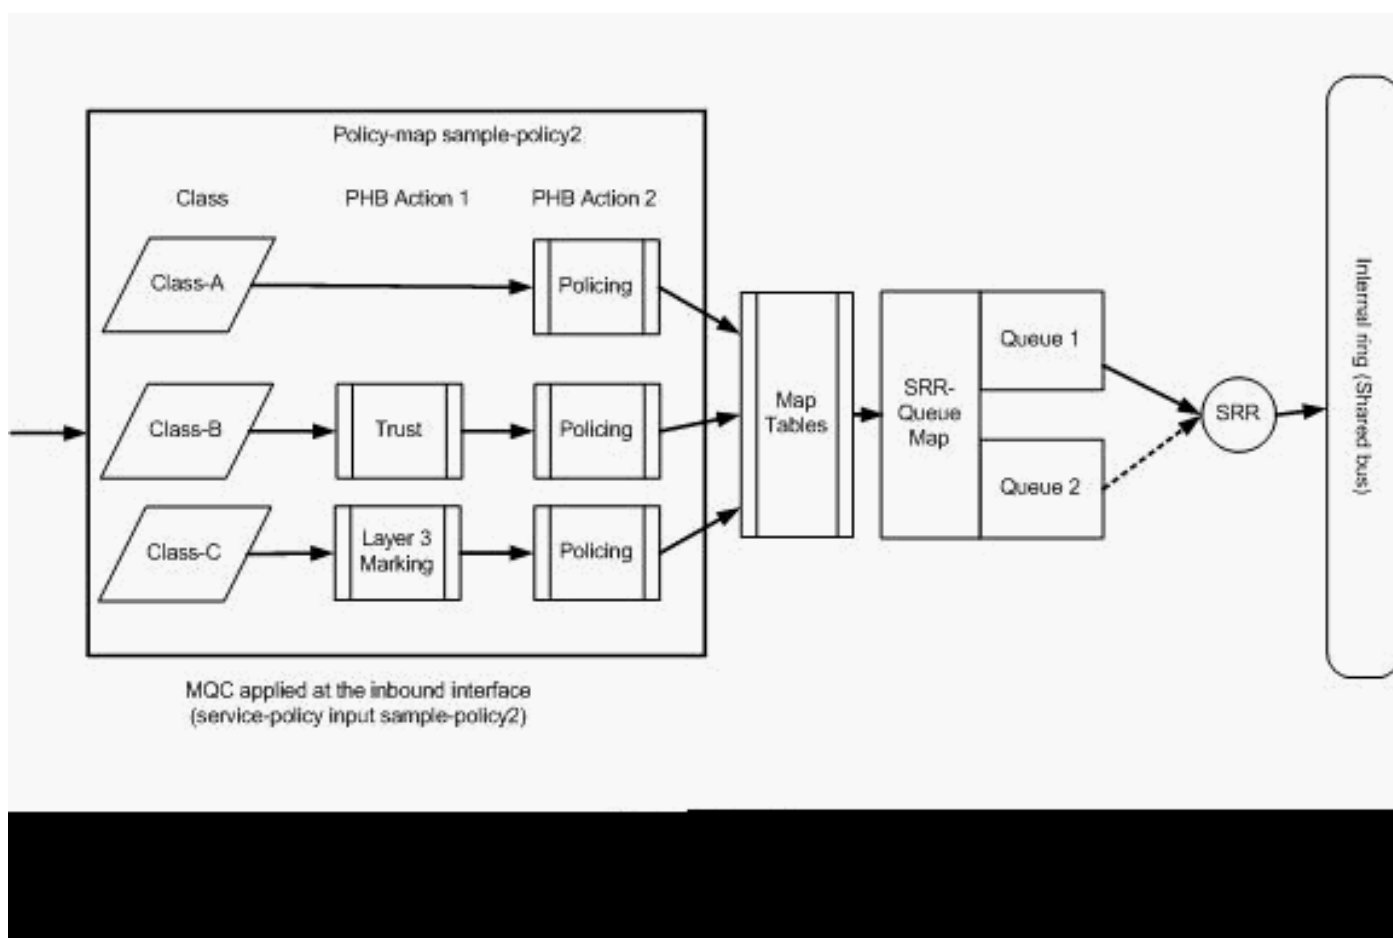 Policy-map sample-policy2
Class
PHB Action 1
PHB Action 2
Class-A
Policing
Class-B
Trust
Policing
Class-C
Layer 3
Marking
Policing
Map
Tables
SRR-
Queue
Map
Queue 1
Queue 2
SRR
Internal ring (Shared bus)
MQC applied at the inbound interface
(service-policy input sample-policy2)